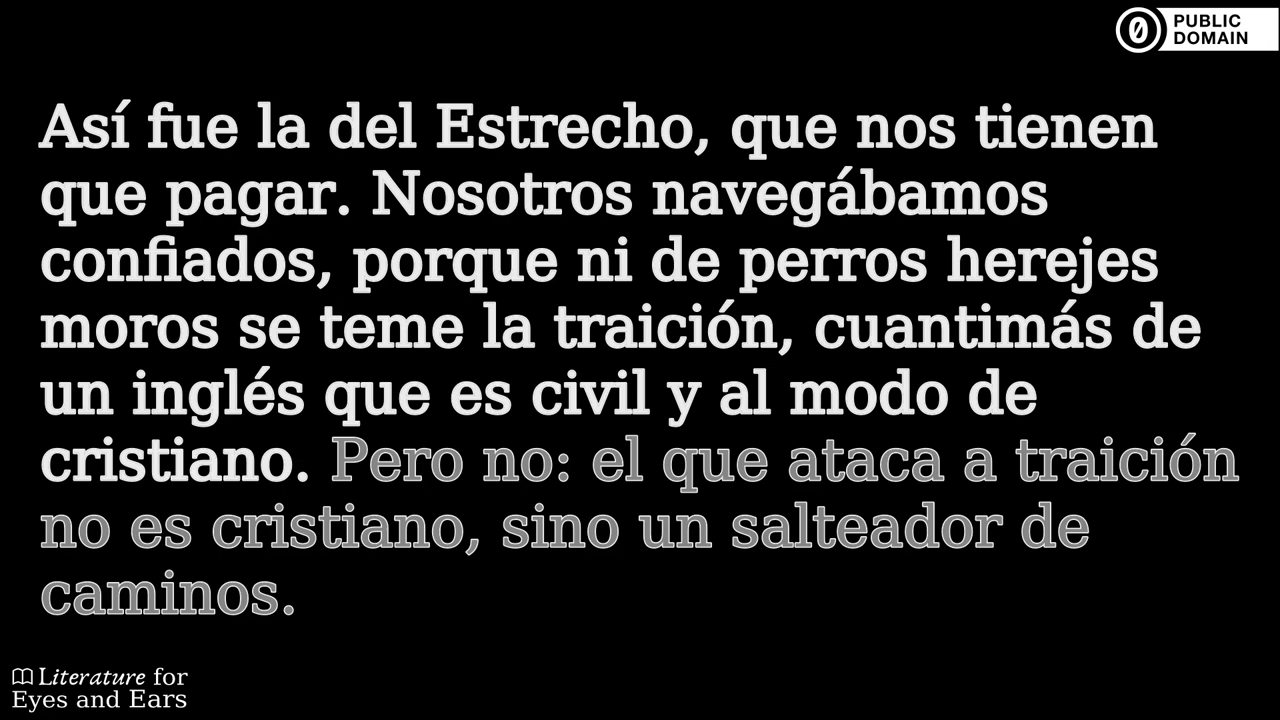 PUBLIC
DOMAIN
Así fue la del Estrecho, que nos tienen
que pagar. Nosotros navegábamos
confiados, porque ni de perros herejes
moros se teme la traición, cuantimás de
un inglés que es civil y al modo de
cristiano. Pero no: el que ataca a traición
no es cristiano, sino un salteador de
caminos.
Literature for
Eyes and Ears